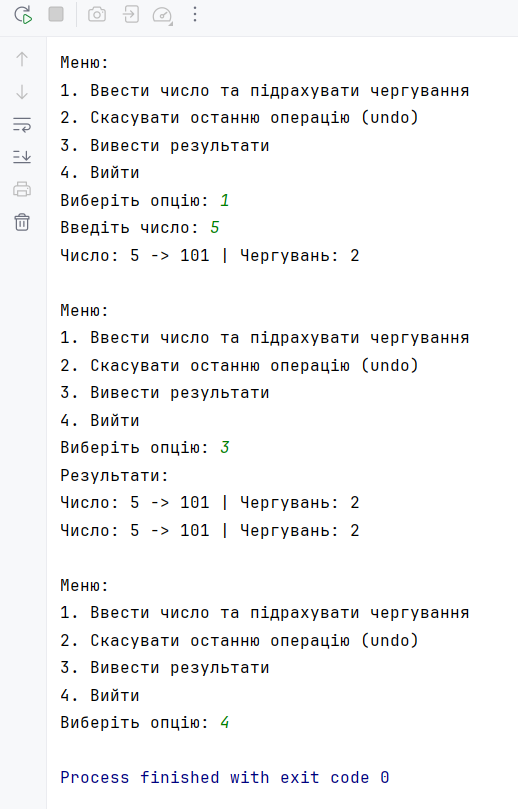 Меню:
1. Ввести число та підрахувати чергування
2. Скасувати останню операцію (undo)
3. Вивести результати
4. Вийти
Виберіть опцію: 1
Введіть число: 5
Число: 5 -> 101 | Чергувань: 2
Меню:
1. Ввести число та підрахувати чергування
2. Скасувати останню операцію (undo)
3. Вивести результати
4. Вийти
Виберіть опцію: 3
Результати:
Число: 5 -> 101 | Чергувань: 2
Число: 5 -> 101 | Чергувань: 2
Меню:
1. Ввести число та підрахувати чергування
2. Скасувати останню операцію (undo)
3. Вивести результати
4. Вийти
Виберіть опцію: 4
Process finished with exit code 0